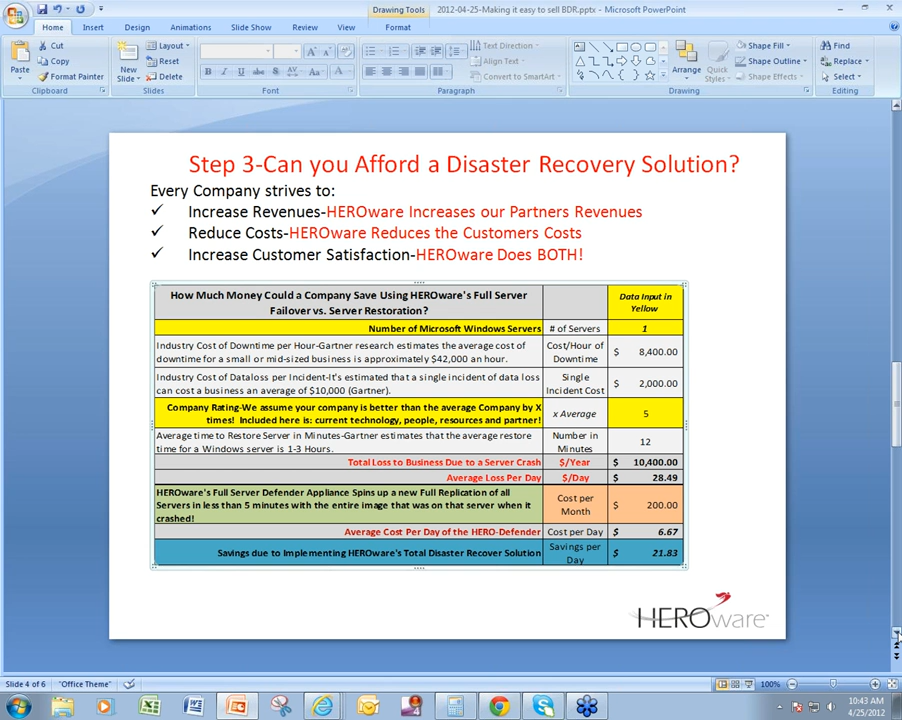 Drawing Tools
2012-04-25-Making it easy to sell BDR.pptx - Microsoft PowerPoint
Home Insert Design Animations Slide Show Review View Format
Paste
Cut
Copy
Format Painter
Clipboard
New Slide
Layout
Reset
Delete
Slides
Font
Text Direction
Align Text
Convert to SmartArt
Paragraph
Arrange
Quick Styles
Shape Fill
Shape Outline
Shape Effects
Drawing
Find
Replace
Select
Editing
Step 3-Can you Afford a Disaster Recovery Solution?
Every Company strives to:
Increase Revenues-HEROware Increases our Partners Revenues
Reduce Costs-HEROware Reduces the Customers Costs
Increase Customer Satisfaction-HEROware Does BOTH!
How Much Money Could a Company Save Using HEROware's Full Server
Failover vs. Server Restoration?
Data Input in
Yellow
Number of Microsoft Windows Servers # of Servers 1
Industry Cost of Downtime per Hour-Gartner research estimates the average cost of
downtime for a small or mid-sized business is approximately $42,000 an hour.
Cost/Hour of
Downtime
$ 8,400.00
Industry Cost of Dataloss per Incident-It's estimated that a single incident of data loss
can cost a business an average of $10,000 (Gartner).
Single
Incident Cost
$ 2,000.00
Company Rating-We assume your company is better than the average Company by X
times! Included here is: current technology, people, resources and partner!
x Average
5
Average time to Restore Server in Minutes-Gartner estimates that the average restore
time for a Windows server is 1-3 Hours.
Number in
Minutes
12
Total Loss to Business Due to a Server Crash $/Year $ 10,400.00
Average Loss Per Day $/Day $ 28.49
HEROware's Full Server Defender Appliance Spins up a new Full Replication of all
Servers in less than 5 minutes with the entire image that was on that server when it
crashed!
Cost per
Month
$ 200.00
Average Cost Per Day of the HERO-Defender Cost per Day $ 6.67
Savings due to Implementing HEROware's Total Disaster Recover Solution
Savings per
Day
$ 21.83
HEROware
Slide 4 of 6 "Office Theme" 100%
10:43 AM
4/25/2012